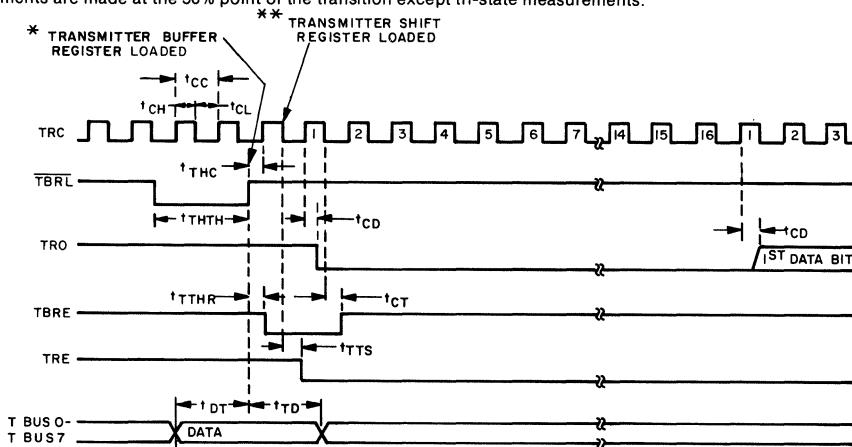 ments are made at the 50% point of the transition except tri-state measurements.
** TRANSMITTER SHIFT
REGISTER LOADED
* TRANSMITTER BUFFER
REGISTER LOADED
tCC
tCH tCL
TRC 1 2 3 4 5 6 7 14 15 16 1 2 3
tTHC
TBRL
tTHTH
tCD
TRO
tCD
1ST DATA BIT
tTTHR
tCT
TBRE
tTTS
TRE
tDT tTD
T BUS 0-
T BUS 7
DATA